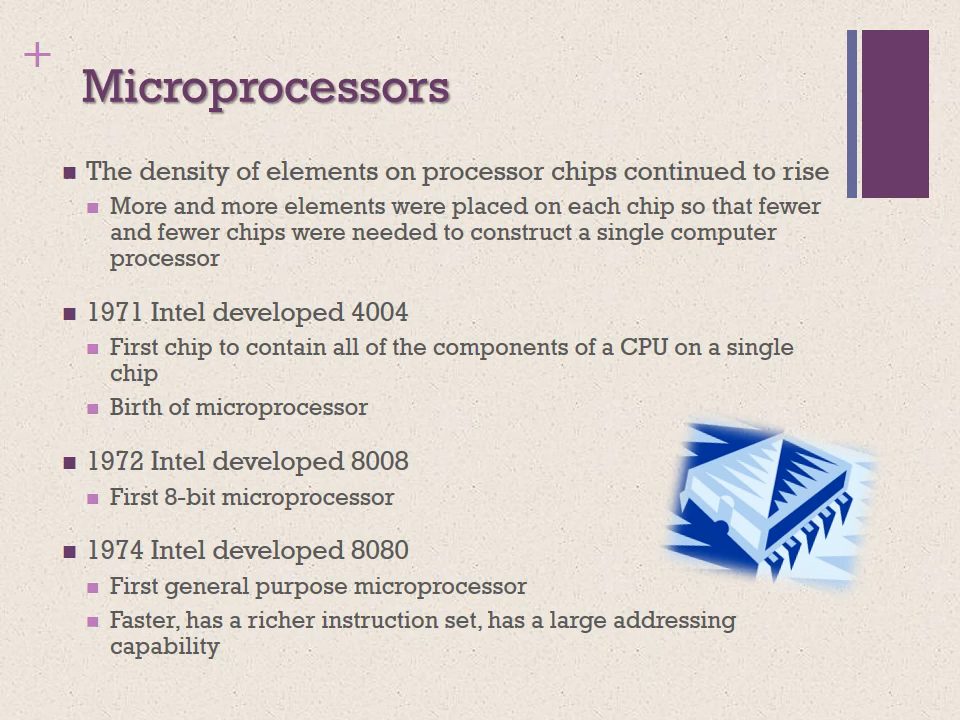 +
Microprocessors
■ The density of elements on processor chips continued to rise
■ More and more elements were placed on each chip so that fewer
and fewer chips were needed to construct a single computer
processor
■ 1971 Intel developed 4004
■ First chip to contain all of the components of a CPU on a single
chip
■ Birth of microprocessor
■ 1972 Intel developed 8008
■ First 8-bit microprocessor
■ 1974 Intel developed 8080
■ First general purpose microprocessor
■ Faster, has a richer instruction set, has a large addressing
capability